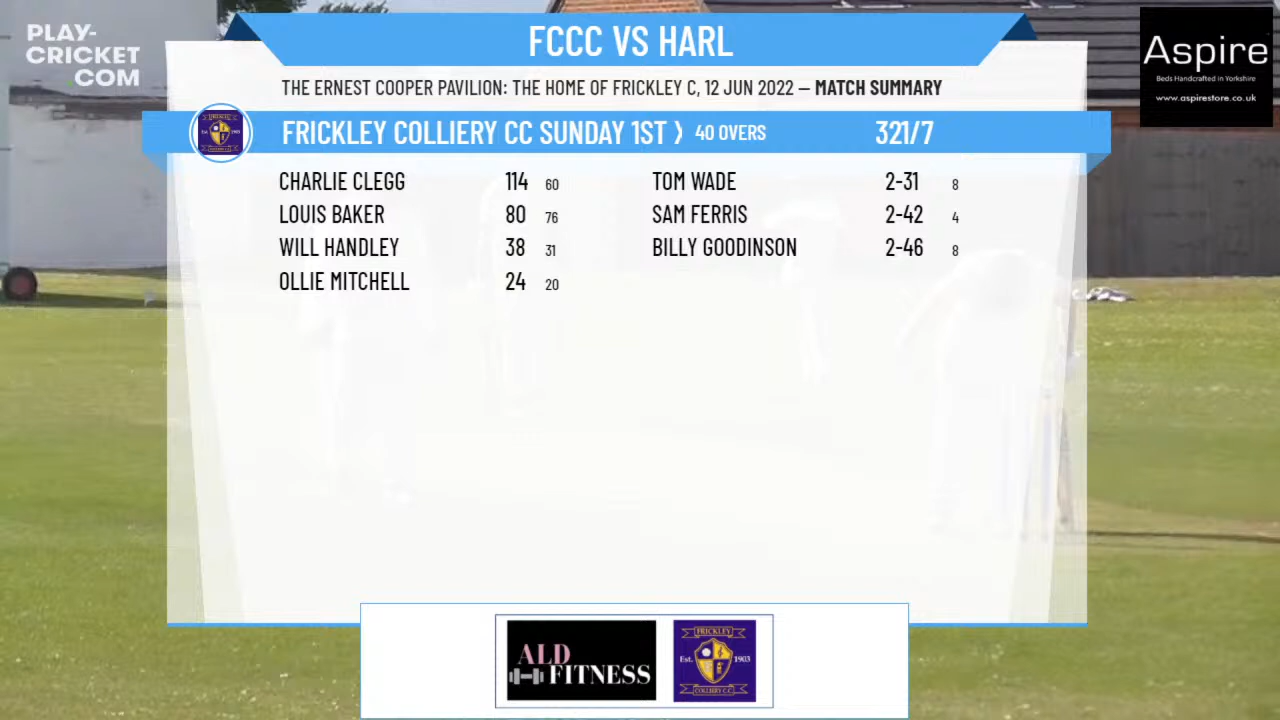 PLAY-
CRICKET
.COM
FCCC VS HARL
Aspire
Beds Handcrafted in Yorkshire
www.aspirestore.co.uk
THE ERNEST COOPER PAVILION: THE HOME OF FRICKLEY C, 12 JUN 2022 – MATCH SUMMARY
FRICKLEY COLLIERY CC SUNDAY 1ST 40 OVERS 321/7
CHARLIE CLEGG 114 60 TOM WADE 2-31 8
LOUIS BAKER 80 76 SAM FERRIS 2-42 4
WILL HANDLEY 38 31 BILLY GOODINSON 2-46 8
OLLIE MITCHELL 24 20
ALD
FITNESS
FRICKLEY
Est. 1903
COLLIERY C.C